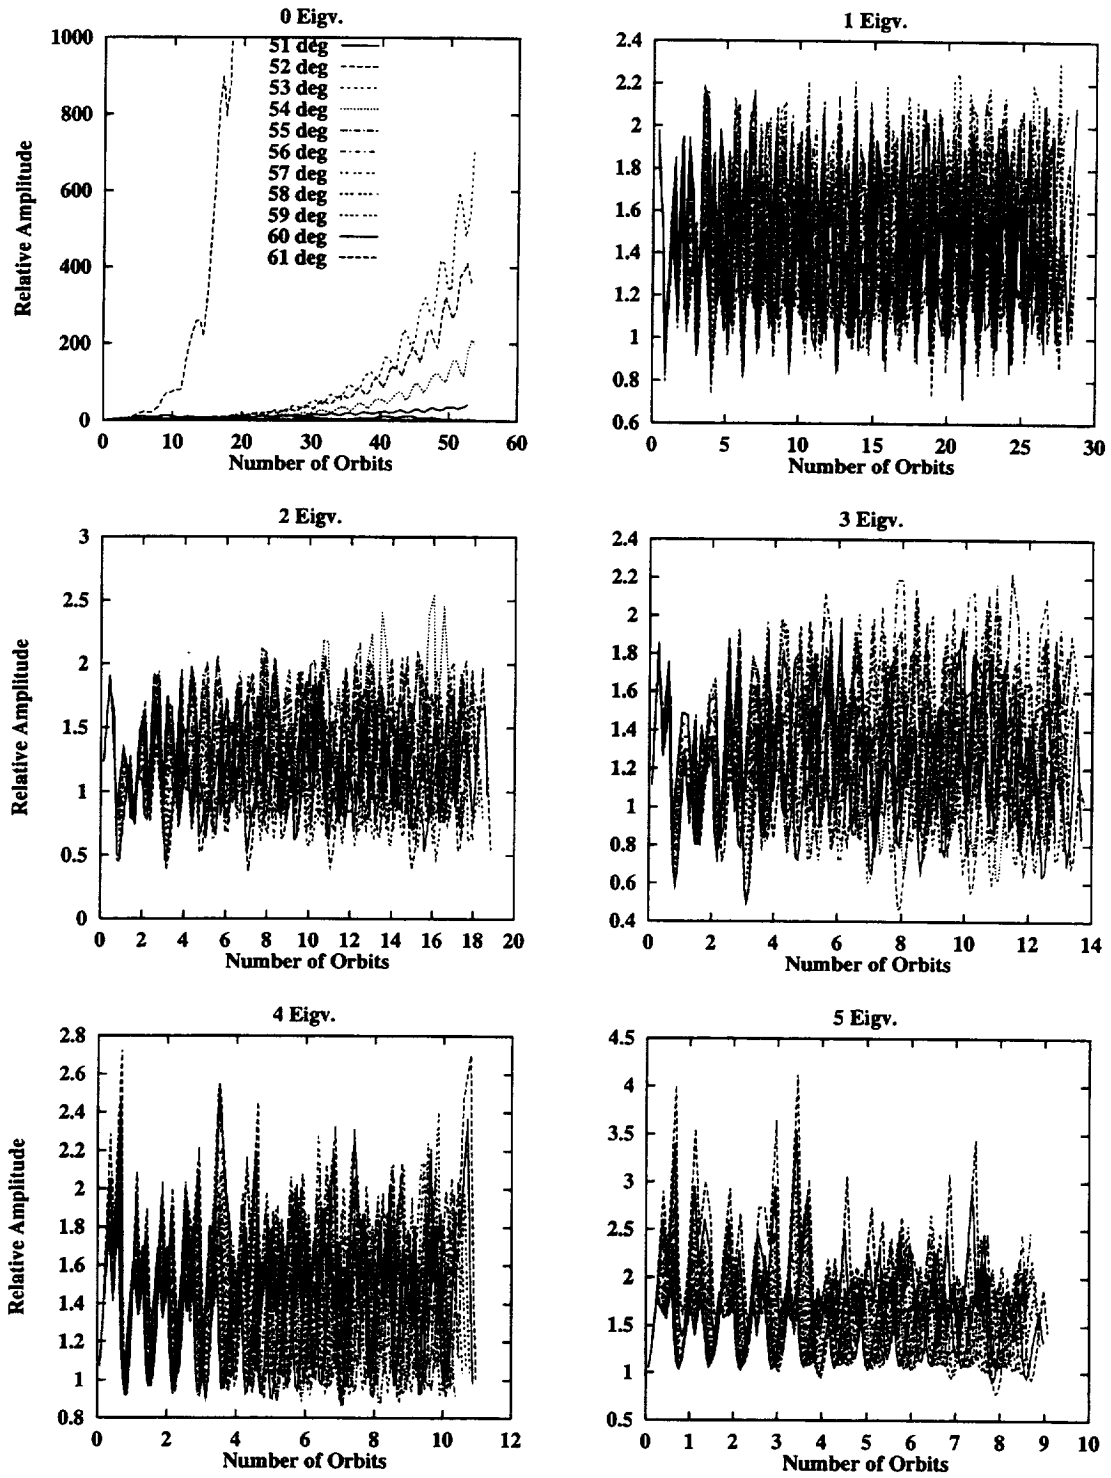 0 Eigv.
1000
800
600
400
200
0
Relative Amplitude
51 deg
52 deg
53 deg
54 deg
55 deg
56 deg
57 deg
58 deg
59 deg
60 deg
61 deg
0 10 20 30 40 50 60
Number of Orbits
1 Eigv.
2.4
2.2
2
1.8
1.6
1.4
1.2
1
0.8
0.6
0 5 10 15 20 25 30
Number of Orbits
2 Eigv.
3
2.5
2
1.5
1
0.5
0
Relative Amplitude
0 2 4 6 8 10 12 14 16 18 20
Number of Orbits
3 Eigv.
2.4
2.2
2
1.8
1.6
1.4
1.2
1
0.8
0.6
0.4
0 2 4 6 8 10 12 14
Number of Orbits
4 Eigv.
2.8
2.6
2.4
2.2
2
1.8
1.6
1.4
1.2
1
0.8
Relative Amplitude
0 2 4 6 8 10 12
Number of Orbits
5 Eigv.
4.5
4
3.5
3
2.5
2
1.5
1
0.5
0 1 2 3 4 5 6 7 8 9 10
Number of Orbits